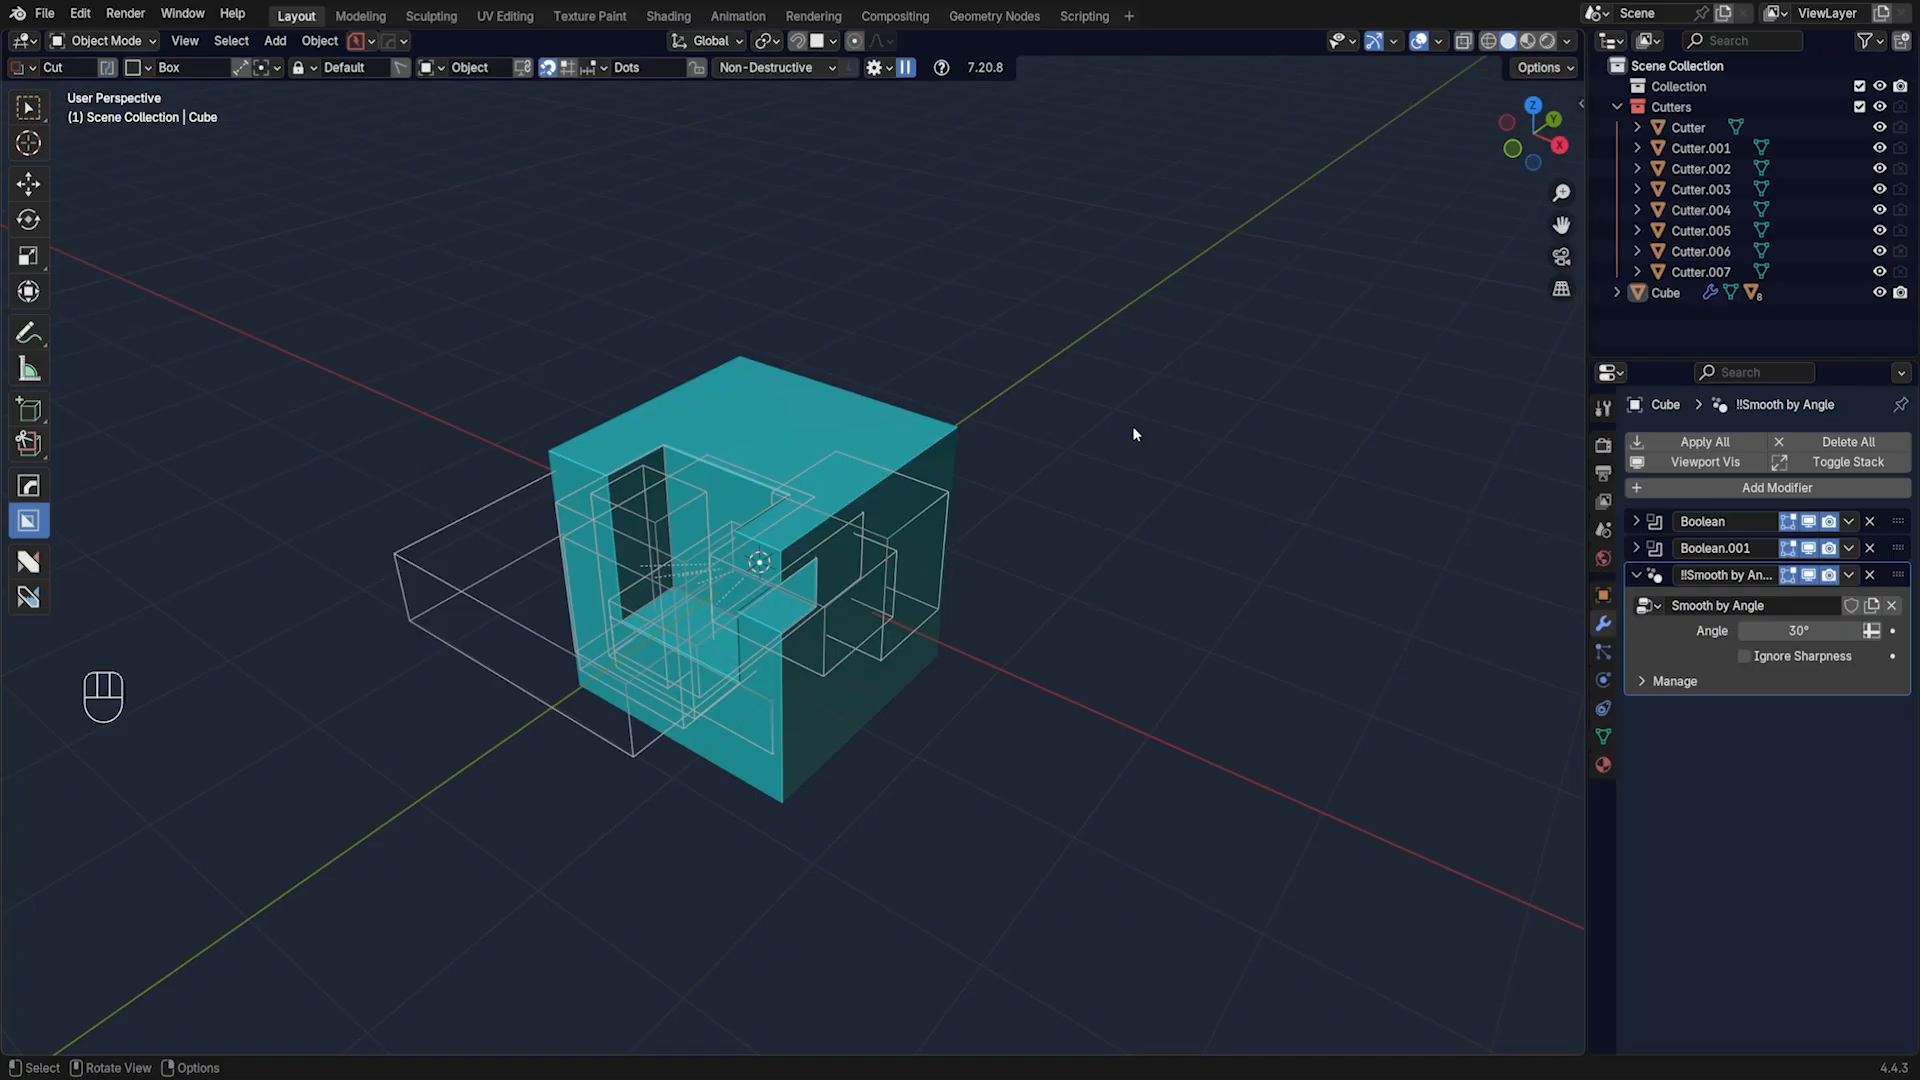 File Edit Render Window Help Layout Modeling Sculpting UV Editing Texture Paint Shading Animation Rendering Compositing Geometry Nodes Scripting + Scene ViewLayer
Object Mode View Select Add Object Global Search
Cut Box Default Object Dots Non-Destructive 7.20.8 Options
User Perspective
(1) Scene Collection | Cube
Z
Y
X
Scene Collection
Collection
Cutters
Cutter
Cutter.001
Cutter.002
Cutter.003
Cutter.004
Cutter.005
Cutter.006
Cutter.007
Cube 8
Search
Cube > !!Smooth by Angle
Apply All Delete All
Viewport Vis Toggle Stack
Add Modifier
Boolean
Boolean.001
!!Smooth by An...
Smooth by Angle
Angle 30°
Ignore Sharpness
Manage
Select Rotate View Options 4.4.3